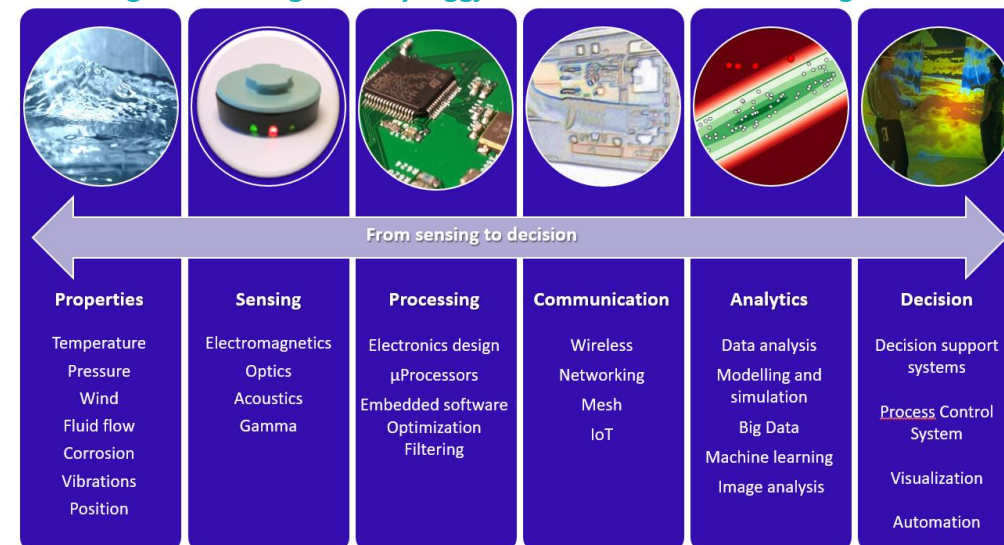 From sensing to decision
Properties
Temperature
Pressure
Wind
Fluid flow
Corrosion
Vibrations
Position
Sensing
Electromagnetics
Optics
Acoustics
Gamma
Processing
Electronics design
µProcessors
Embedded software
Optimization
Filtering
Communication
Wireless
Networking
Mesh
IoT
Analytics
Data analysis
Modelling and
simulation
Big Data
Machine learning
Image analysis
Decision
Decision support
systems
Process Control
System
Visualization
Automation